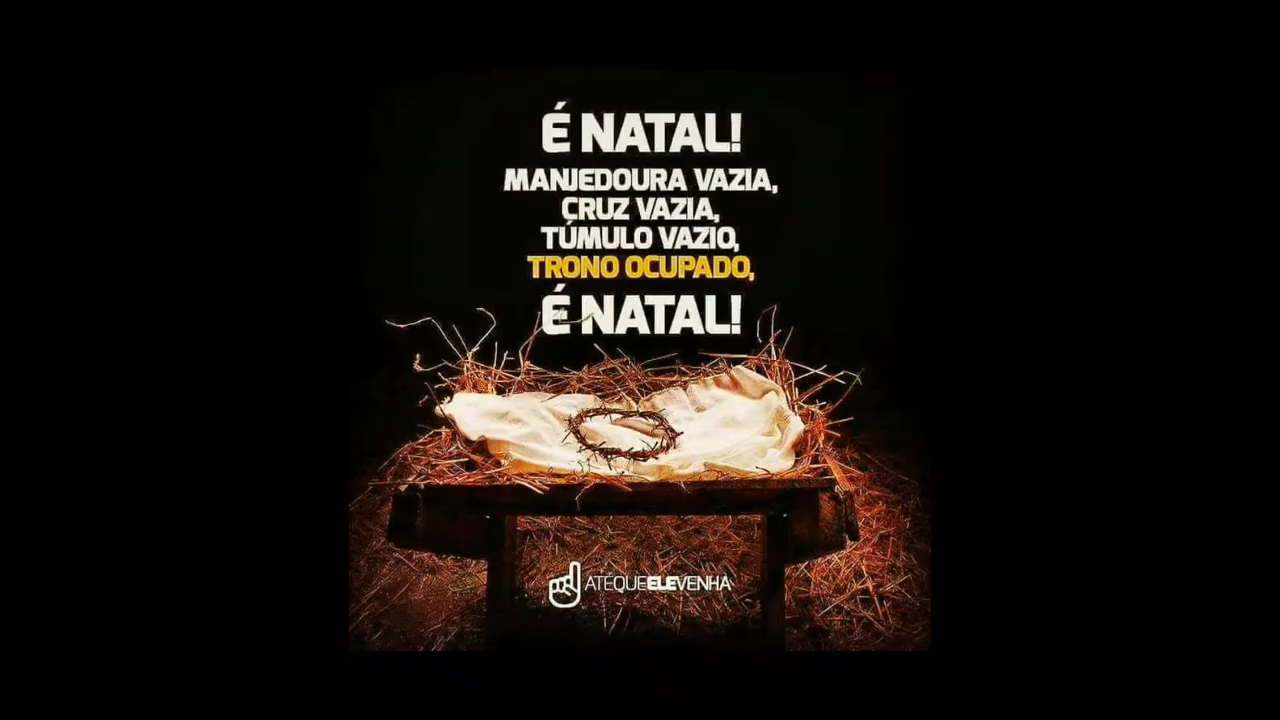 É NATAL!
MANJEDOURA VAZIA,
CRUZ VAZIA,
TÚMULO VAZIO,
TRONO OCUPADO,
É NATAL!
ATÉQUEELEVENHA